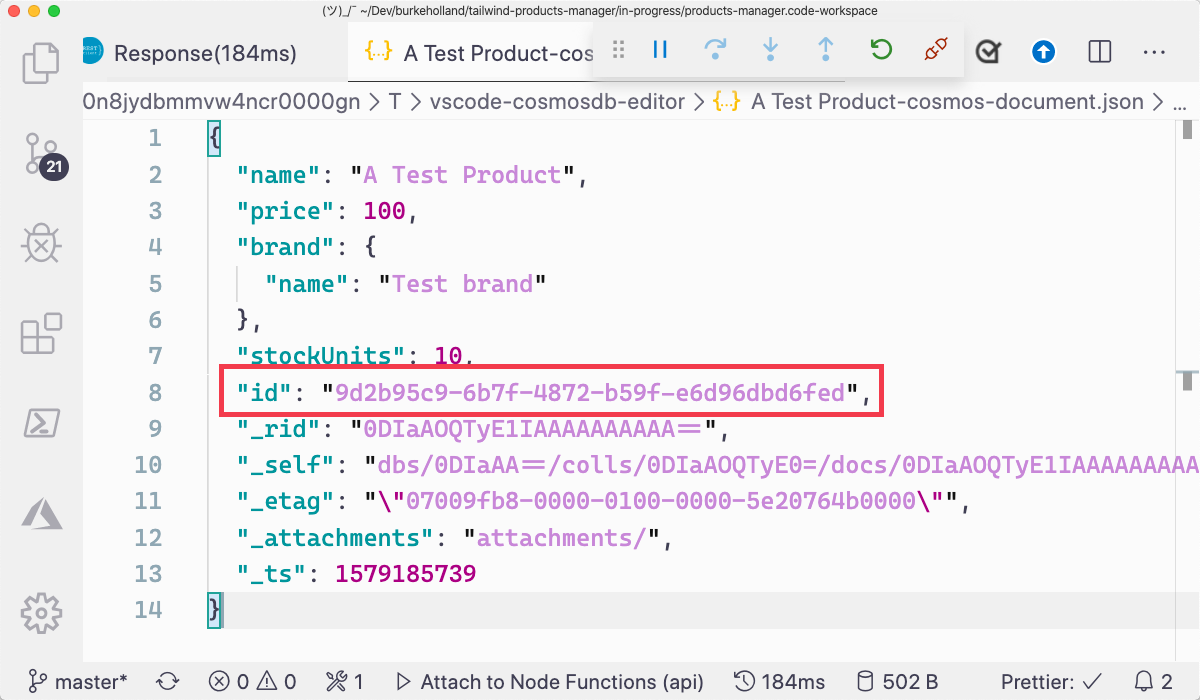 (ツ)_/¯ ~/Dev/burkeholland/tailwind-products-manager/in-progress/products-manager.code-workspace
Response(184ms)
{..} A Test Product-cos
0n8jydbmmvw4ncr0000gn > T > vscode-cosmosdb-editor > {..} A Test Product-cosmos-document.json > ...
21
1 {
2 "name": "A Test Product",
3 "price": 100,
4 "brand": {
5 "name": "Test brand"
6 },
7 "stockUnits": 10,
8 "id": "9d2b95c9-6b7f-4872-b59f-e6d96dbd6fed",
9 "_rid": "0DIaAOQTyE1IAAAAAAAAAA==",
10 "_self": "dbs/0DIaAA==/colls/0DIaAOQTyE0=/docs/0DIaAOQTyE1IAAAAAAAAA
11 "_etag": "\"07009fb8-0000-0100-0000-5e20764b0000\"",
12 "_attachments": "attachments/",
13 "_ts": 1579185739
14 }
master* 0 0 1 Attach to Node Functions (api) 184ms 502 B Prettier: ✓ 2